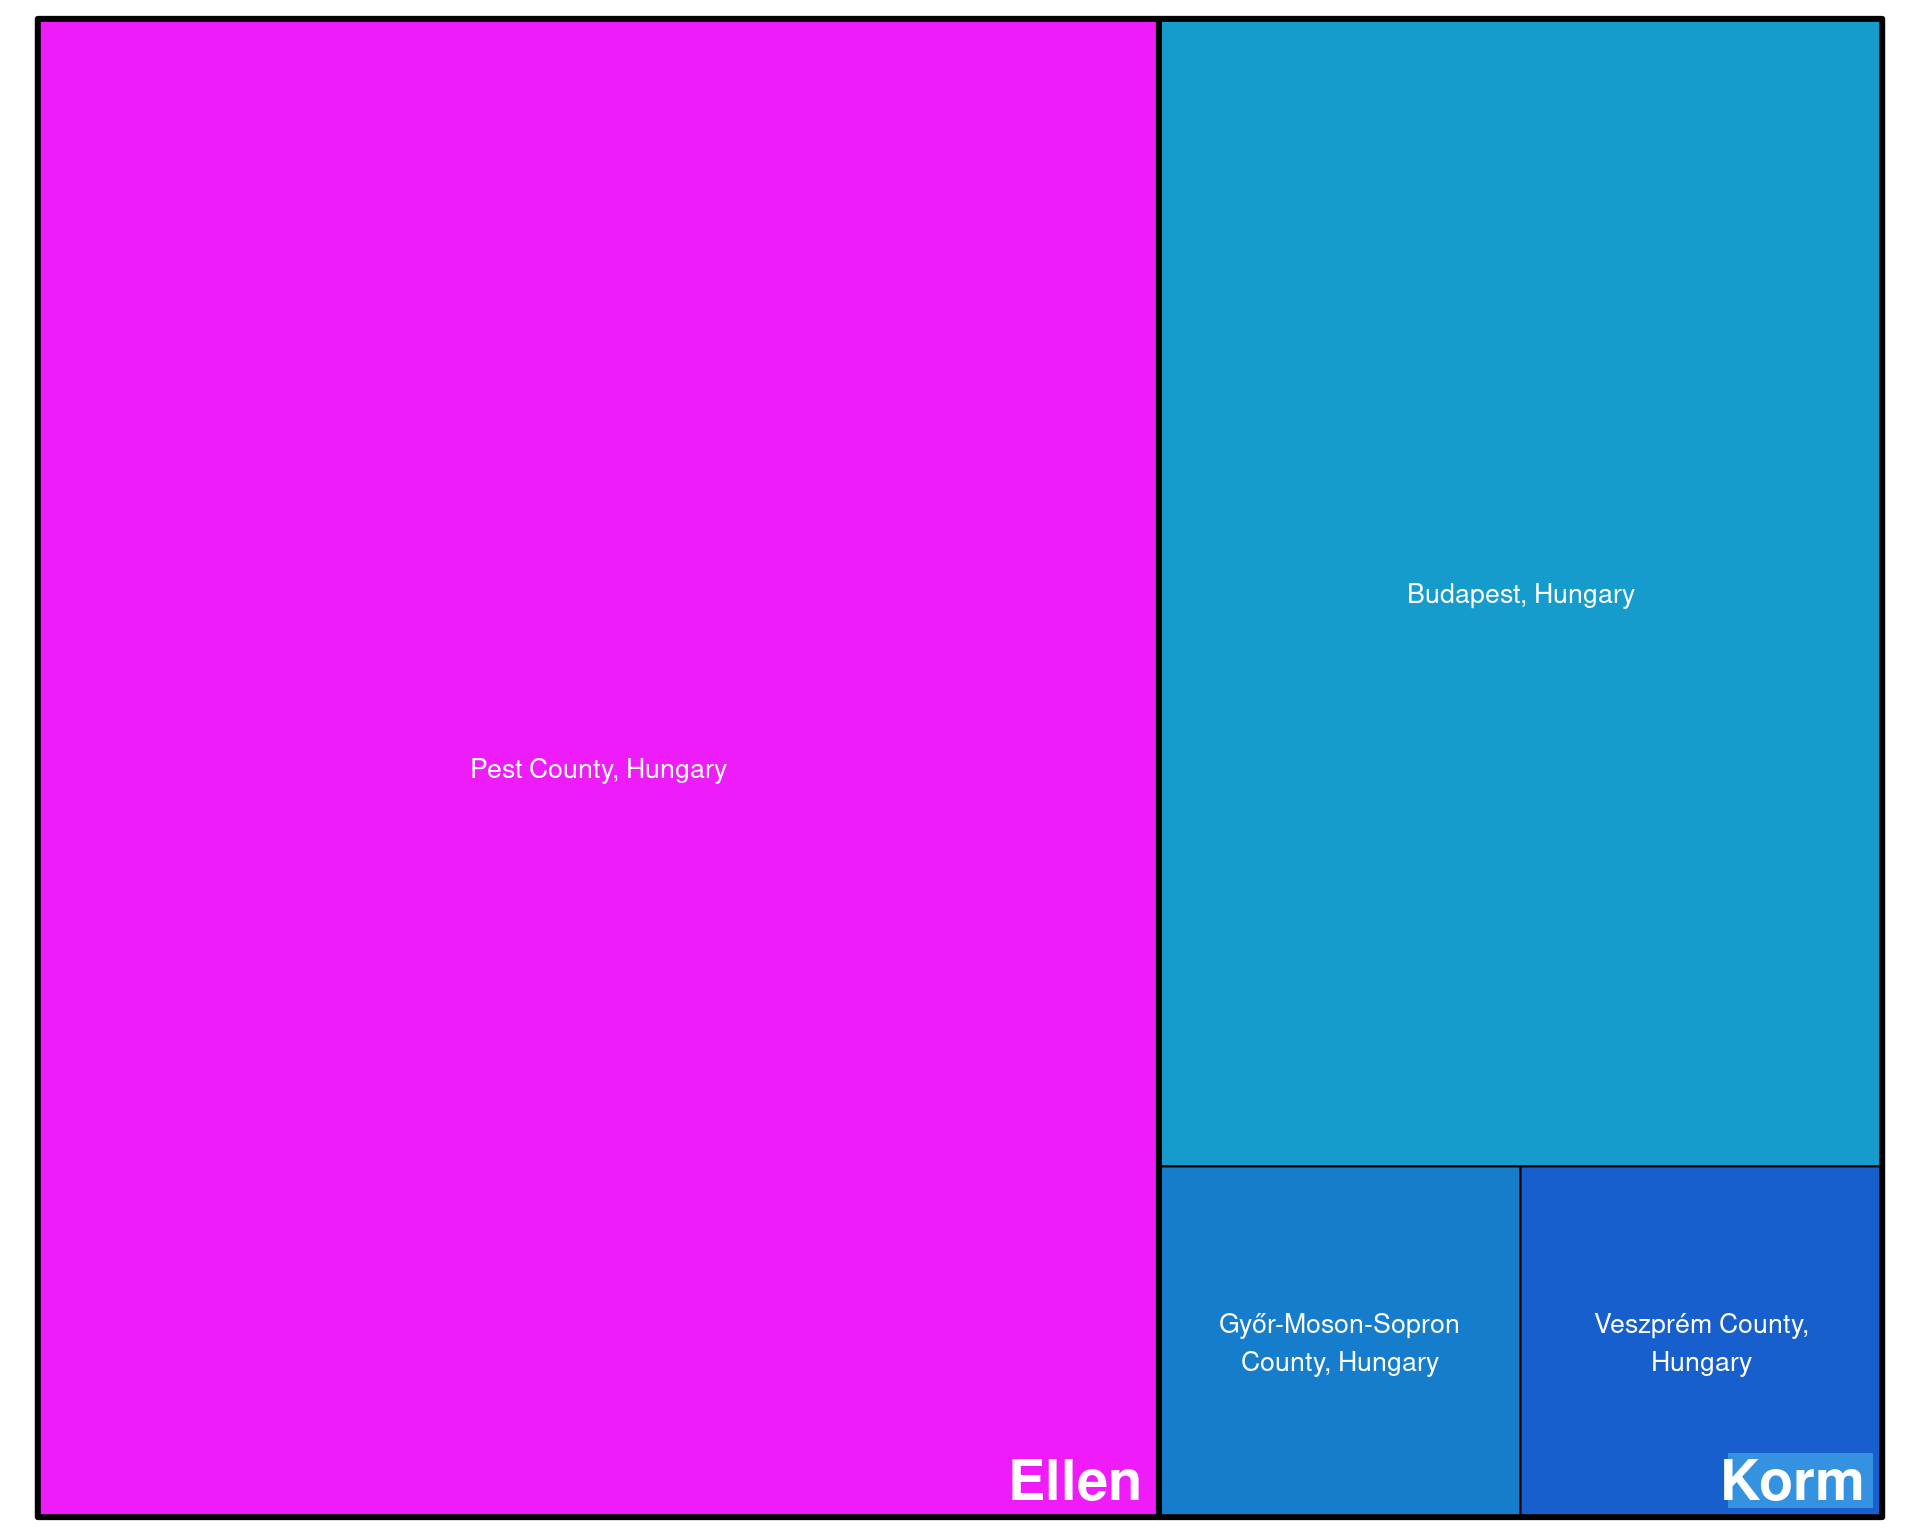 Pest County, Hungary
Ellen
Budapest, Hungary
Győr-Moson-Sopron
County, Hungary
Veszprém County,
Hungary
Korm